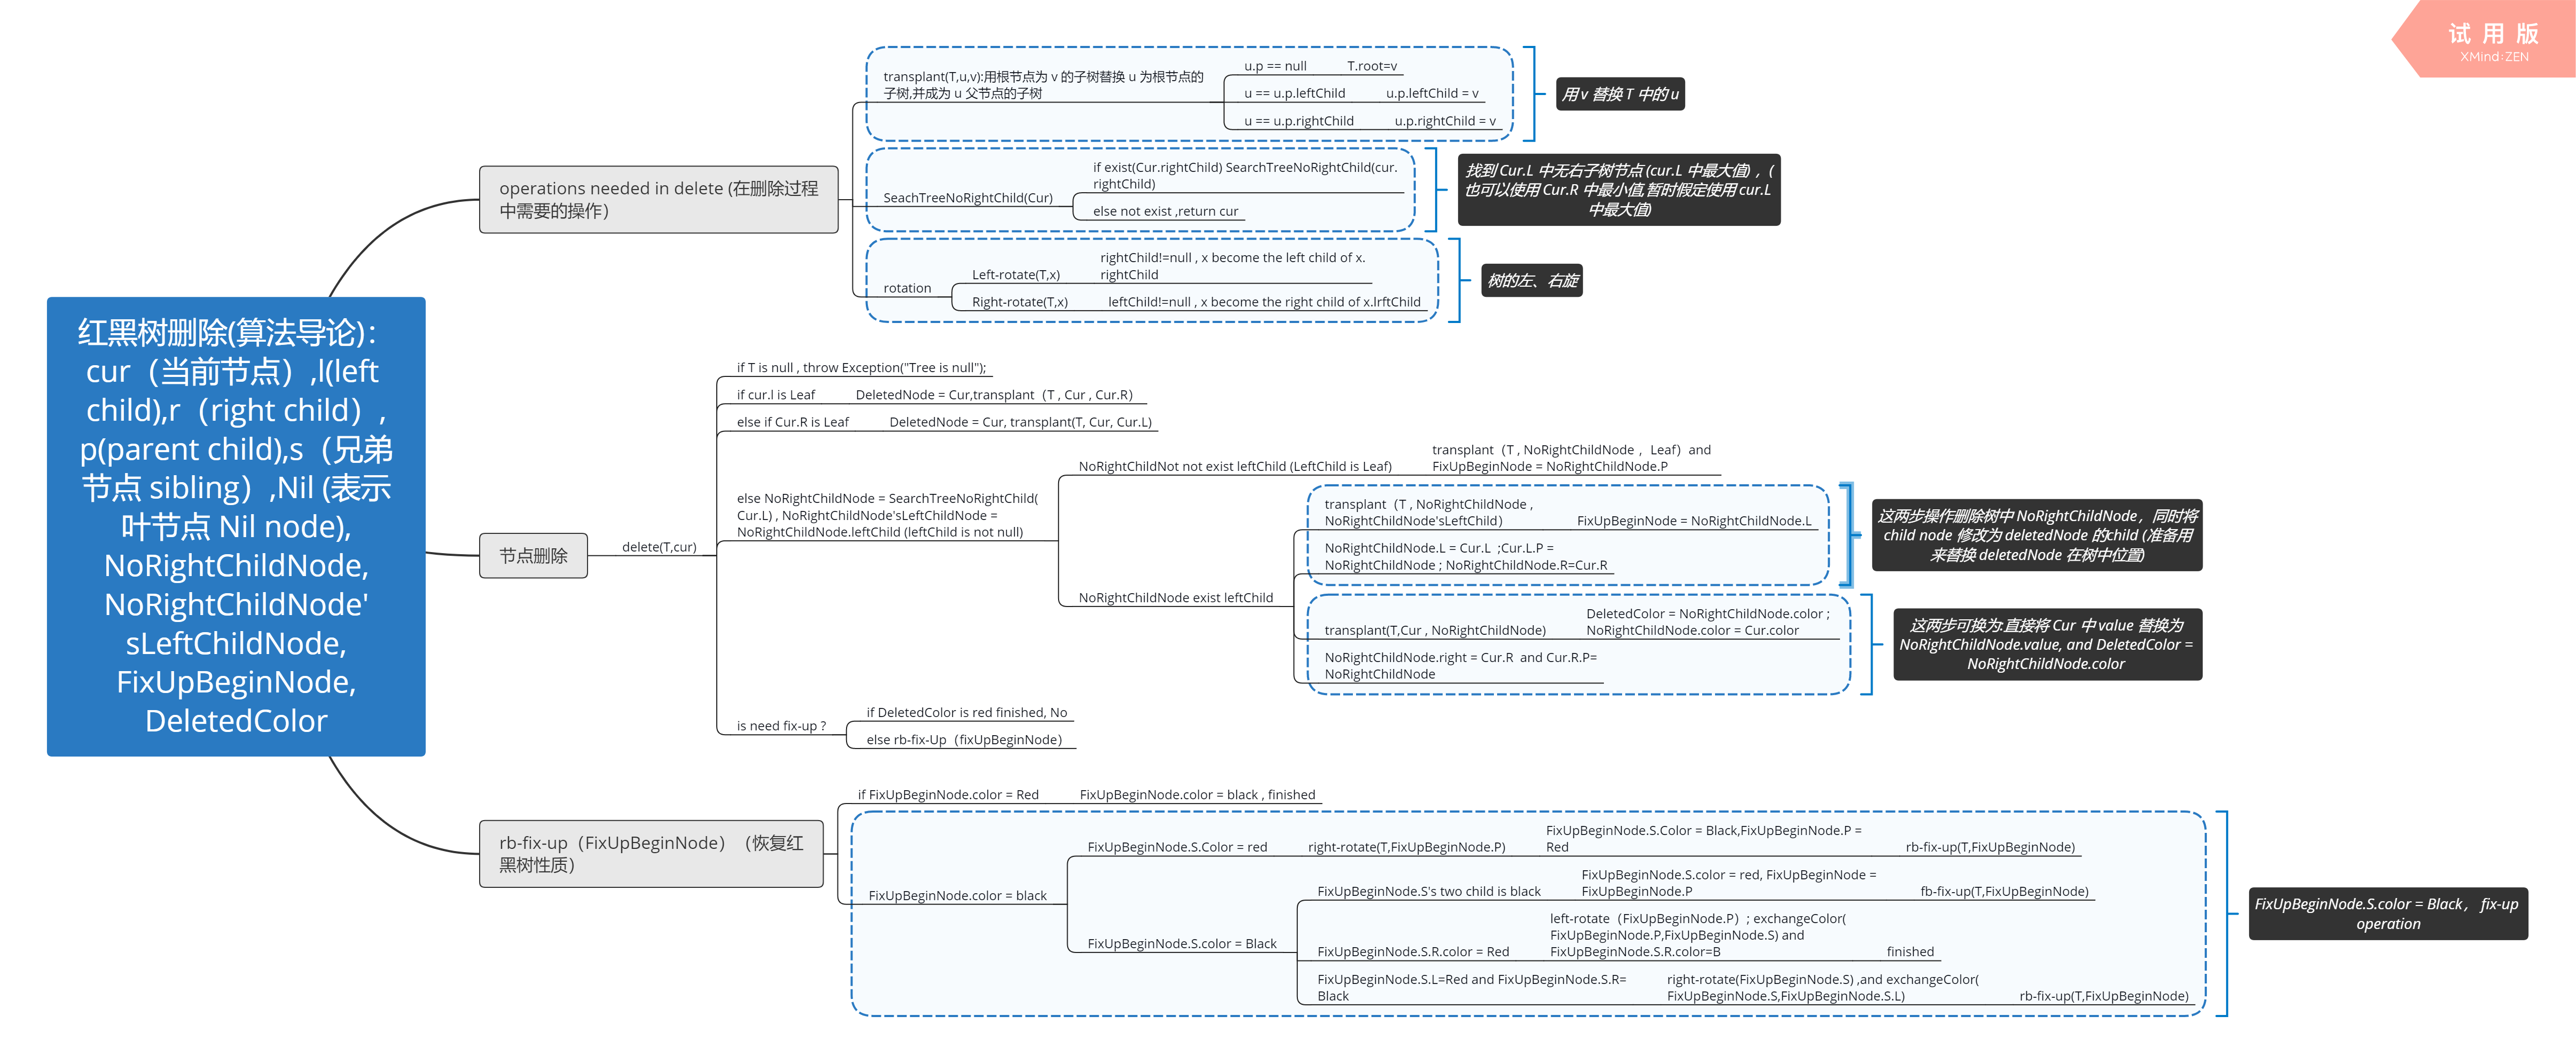 试 用 版
XMind:ZEN
红黑树删除(算法导论)：
cur（当前节点）,l(left
child),r（right child）,
p(parent child),s（兄弟
节点 sibling）,Nil (表示
叶节点 Nil node),
NoRightChildNode,
NoRightChildNode'
sLeftChildNode,
FixUpBeginNode,
DeletedColor
operations needed in delete (在删除过程
中需要的操作)
transplant(T,u,v):用根节点为 v 的子树替换 u 为根节点的
子树,并成为 u 父节点的子树
u.p == null
T.root=v
u == u.p.leftChild
u.p.leftChild = v
u == u.p.rightChild
u.p.rightChild = v
用 v 替换 T 中的 u
SeachTreeNoRightChild(Cur)
if exist(Cur.rightChild) SearchTreeNoRightChild(cur.
rightChild)
else not exist ,return cur
找到 Cur.L 中无右子树节点 (cur.L 中最大值) ，(
也可以使用 Cur.R 中最小值,暂时假定使用 cur.L
中最大值)
rotation
Left-rotate(T,x)
rightChild!=null , x become the left child of x.
rightChild
Right-rotate(T,x)
leftChild!=null , x become the right child of x.lrftChild
树的左、右旋
节点删除
delete(T,cur)
if T is null , throw Exception("Tree is null");
if cur.l is Leaf
DeletedNode = Cur,transplant（T , Cur , Cur.R）
else if Cur.R is Leaf
DeletedNode = Cur, transplant(T, Cur, Cur.L)
else NoRightChildNode = SearchTreeNoRightChild(
Cur.L) , NoRightChildNode'sLeftChildNode =
NoRightChildNode.leftChild (leftChild is not null)
NoRightChildNot not exist leftChild (LeftChild is Leaf)
transplant（T , NoRightChildNode ，Leaf）and
FixUpBeginNode = NoRightChildNode.P
NoRightChildNode exist leftChild
transplant（T , NoRightChildNode ,
NoRightChildNode'sLeftChild）
FixUpBeginNode = NoRightChildNode.L
NoRightChildNode.L = Cur.L  ;Cur.L.P =
NoRightChildNode ; NoRightChildNode.R=Cur.R
这两步操作删除树中 NoRightChildNode，同时将
child node 修改为 deletedNode 的child (准备用
来替换 deletedNode 在树中位置)
transplant(T,Cur , NoRightChildNode)
DeletedColor = NoRightChildNode.color ;
NoRightChildNode.color = Cur.color
NoRightChildNode.right = Cur.R  and Cur.R.P=
NoRightChildNode
这两步可换为:直接将 Cur 中 value 替换为
NoRightChildNode.value, and DeletedColor =
NoRightChildNode.color
is need fix-up ?
if DeletedColor is red finished, No
else rb-fix-Up（fixUpBeginNode）
rb-fix-up（FixUpBeginNode）（恢复红
黑树性质）
if FixUpBeginNode.color = Red
FixUpBeginNode.color = black , finished
FixUpBeginNode.color = black
FixUpBeginNode.S.Color = red
right-rotate(T,FixUpBeginNode.P)
FixUpBeginNode.S.Color = Black,FixUpBeginNode.P =
Red
rb-fix-up(T,FixUpBeginNode)
FixUpBeginNode.S.color = Black
FixUpBeginNode.S's two child is black
FixUpBeginNode.S.color = red, FixUpBeginNode =
FixUpBeginNode.P
fb-fix-up(T,FixUpBeginNode)
FixUpBeginNode.S.R.color = Red
left-rotate（FixUpBeginNode.P）; exchangeColor(
FixUpBeginNode.P,FixUpBeginNode.S) and
FixUpBeginNode.S.R.color=B
finished
FixUpBeginNode.S.L=Red and FixUpBeginNode.S.R=
Black
right-rotate(FixUpBeginNode.S) ,and exchangeColor(
FixUpBeginNode.S,FixUpBeginNode.S.L)
rb-fix-up(T,FixUpBeginNode)
FixUpBeginNode.S.color = Black， fix-up
operation